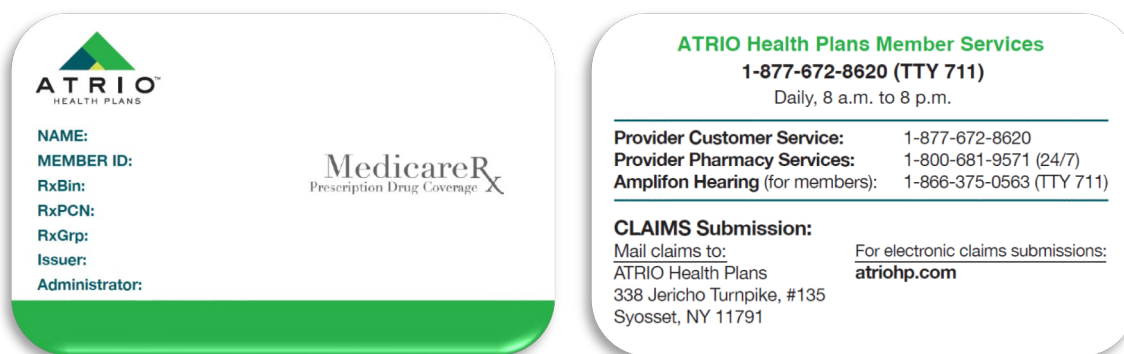 ATRIO™
HEALTH PLANS
NAME:
MEMBER ID:
RxBin:
RxPCN:
RxGrp:
Issuer:
Administrator:
MedicareRx
Prescription Drug Coverage
ATRIO Health Plans Member Services
1-877-672-8620 (TTY 711)
Daily, 8 a.m. to 8 p.m.
Provider Customer Service: 1-877-672-8620
Provider Pharmacy Services: 1-800-681-9571 (24/7)
Amplifon Hearing (for members): 1-866-375-0563 (TTY 711)
CLAIMS Submission:
Mail claims to:
ATRIO Health Plans
338 Jericho Turnpike, #135
Syosset, NY 11791
For electronic claims submissions:
atriohp.com